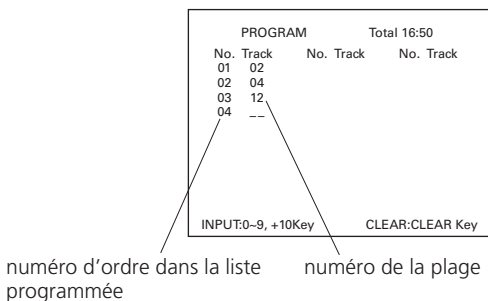 PROGRAM Total 16:50
No. Track No. Track No. Track
01 02
02 04
03 12
04 _ _
INPUT:0~9, +10Key CLEAR:CLEAR Key
numéro d'ordre dans la liste programmée
numéro de la plage